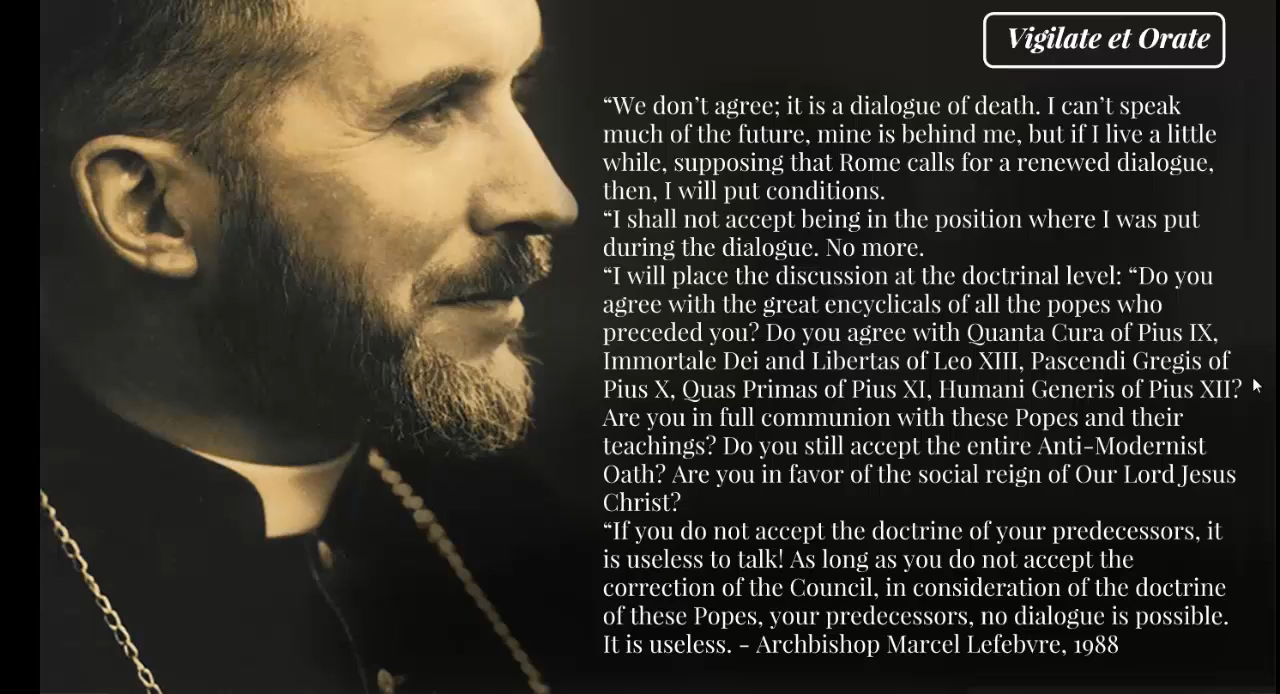 Vigilate et Orate
“We don’t agree; it is a dialogue of death. I can’t speak
much of the future, mine is behind me, but if I live a little
while, supposing that Rome calls for a renewed dialogue,
then, I will put conditions.
“I shall not accept being in the position where I was put
during the dialogue. No more.
“I will place the discussion at the doctrinal level: “Do you
agree with the great encyclicals of all the popes who
preceded you? Do you agree with Quanta Cura of Pius IX,
Immortale Dei and Libertas of Leo XIII, Pascendi Gregis of
Pius X, Quas Primas of Pius XI, Humani Generis of Pius XII?
Are you in full communion with these Popes and their
teachings? Do you still accept the entire Anti-Modernist
Oath? Are you in favor of the social reign of Our Lord Jesus
Christ?
“If you do not accept the doctrine of your predecessors, it
is useless to talk! As long as you do not accept the
correction of the Council, in consideration of the doctrine
of these Popes, your predecessors, no dialogue is possible.
It is useless. - Archbishop Marcel Lefebvre, 1988